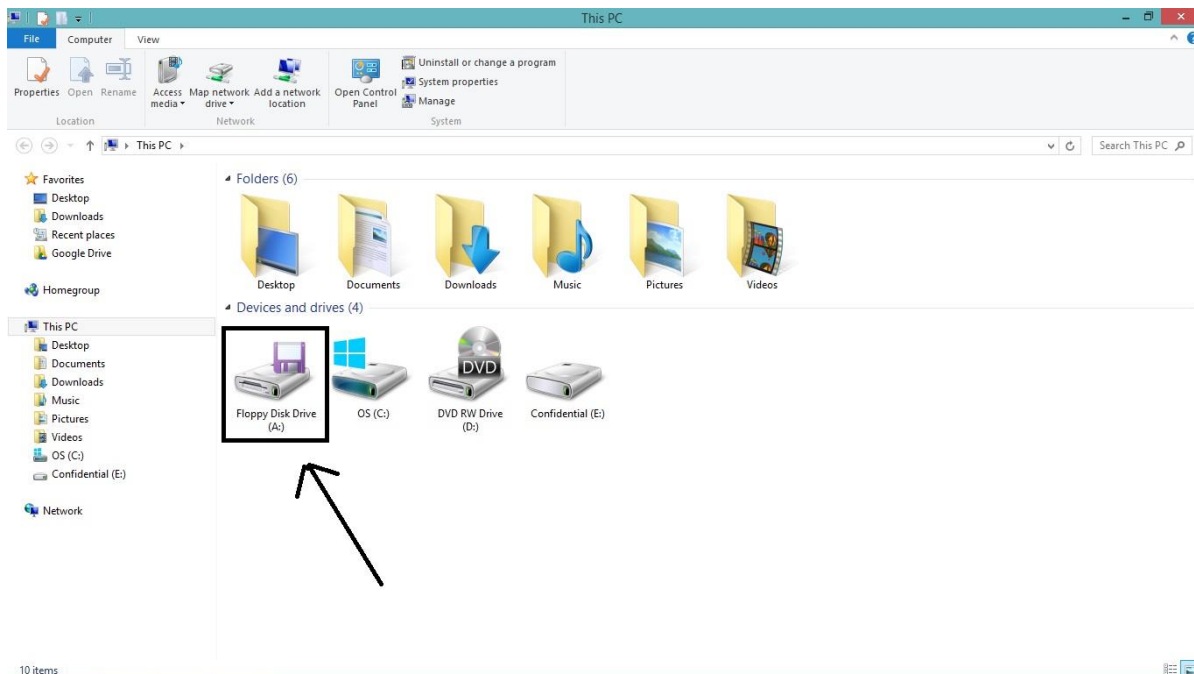 This PC
File Computer View
Properties Open Rename Access media Map network drive Add a network location Open Control Panel Uninstall or change a program
System properties
Manage
Location Network System
This PC Search This PC
Favorites
Desktop
Downloads
Recent places
Google Drive
Homegroup
This PC
Desktop
Documents
Downloads
Music
Pictures
Videos
OS (C:)
Confidential (E:)
Network
Folders (6)
Desktop Documents Downloads Music Pictures Videos
Devices and drives (4)
DVD
Floppy Disk Drive (A:) OS (C:) DVD RW Drive (D:) Confidential (E:)
10 items